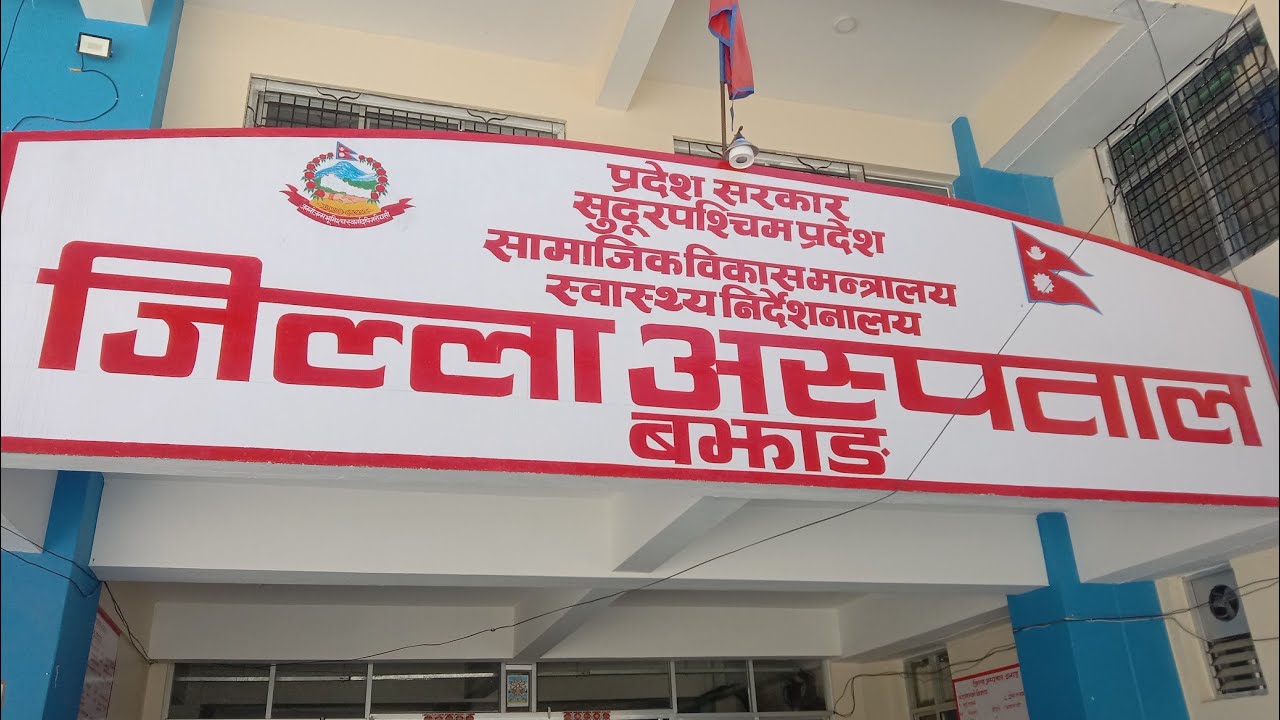 प्रदेश सरकार
सुदूरपश्चिम प्रदेश
सामाजिक विकास मन्त्रालय
स्वास्थ्य निर्देशनालय
जिल्ला अस्पताल
बझाङ